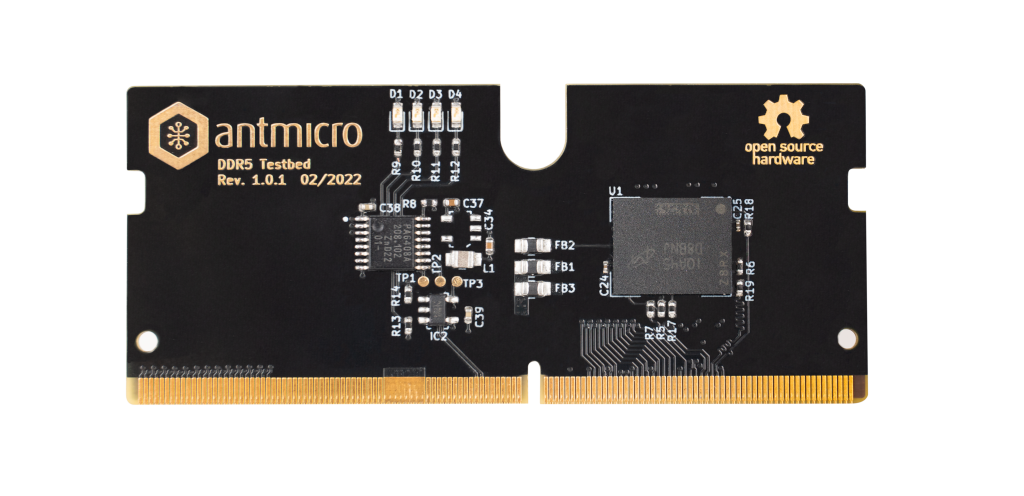 antmicro
DDR5 Testbed
Rev. 1.0.1 02/2022
D1 D2 D3 D4
R9 R10 R11 R12
open source
hardware
C38
R8
C37
C34
L1
TP1
TP2
TP3
R14
R13
IC2
C39
FB2
FB1
FB3
U1
C25
R18
C24
R6
R19
R7
R5
R17